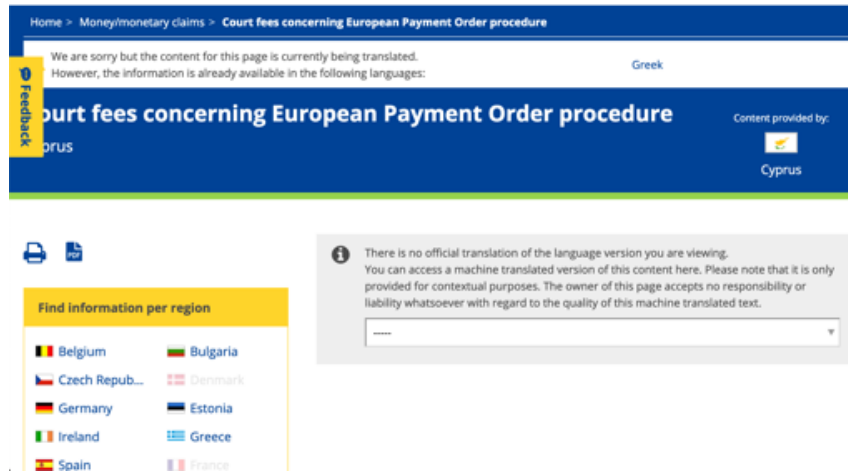 Home > Money/monetary claims > Court fees concerning European Payment Order procedure
We are sorry but the content for this page is currently being translated.
However, the information is already available in the following languages:
Greek
Feedback
ourt fees concerning European Payment Order procedure
prus
Content provided by:
Cyprus
PDF
There is no official translation of the language version you are viewing.
You can access a machine translated version of this content here. Please note that it is only
provided for contextual purposes. The owner of this page accepts no responsibility or
liability whatsoever with regard to the quality of this machine translated text.
-----
Find information per region
Belgium
Bulgaria
Czech Repub...
Denmark
Germany
Estonia
Ireland
Greece
Spain
France